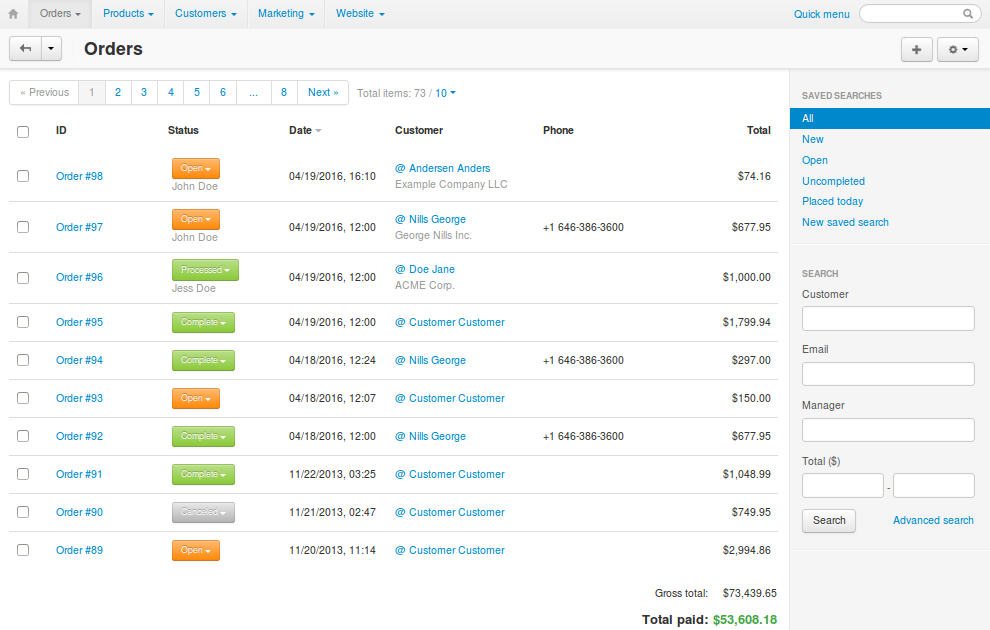 Orders Products Customers Marketing Website Quick menu
Orders
« Previous 1 2 3 4 5 6 ... 8 Next » Total items: 73 / 10
ID Status Date Customer Phone Total
Order #98 Open John Doe 04/19/2016, 16:10 @ Andersen Anders Example Company LLC $74.16
Order #97 Open John Doe 04/19/2016, 12:00 @ Nills George George Nills Inc. +1 646-386-3600 $677.95
Order #96 Processed Jess Doe 04/19/2016, 12:00 @ Doe Jane ACME Corp. $1,000.00
Order #95 Complete 04/19/2016, 12:00 @ Customer Customer $1,799.94
Order #94 Complete 04/18/2016, 12:24 @ Nills George +1 646-386-3600 $297.00
Order #93 Open 04/18/2016, 12:07 @ Customer Customer $150.00
Order #92 Complete 04/18/2016, 12:00 @ Nills George +1 646-386-3600 $677.95
Order #91 Complete 11/22/2013, 03:25 @ Customer Customer $1,048.99
Order #90 Canceled 11/21/2013, 02:47 @ Customer Customer $749.95
Order #89 Open 11/20/2013, 11:14 @ Customer Customer $2,994.86
Gross total: $73,439.65
Total paid: $53,608.18
SAVED SEARCHES
All
New
Open
Uncompleted
Placed today
New saved search
SEARCH
Customer
Email
Manager
Total ($)
-
Search Advanced search